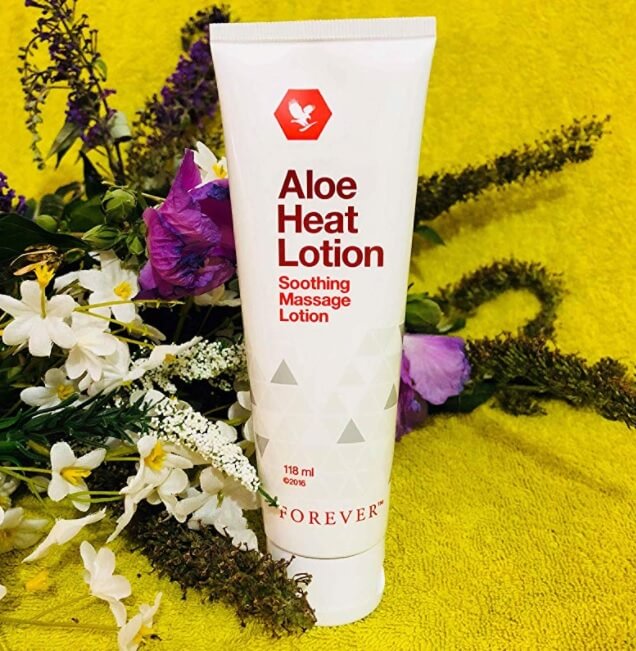 Aloe
Heat
Lotion
Soothing
Massage
Lotion
118 ml
©2016
FOREVER™